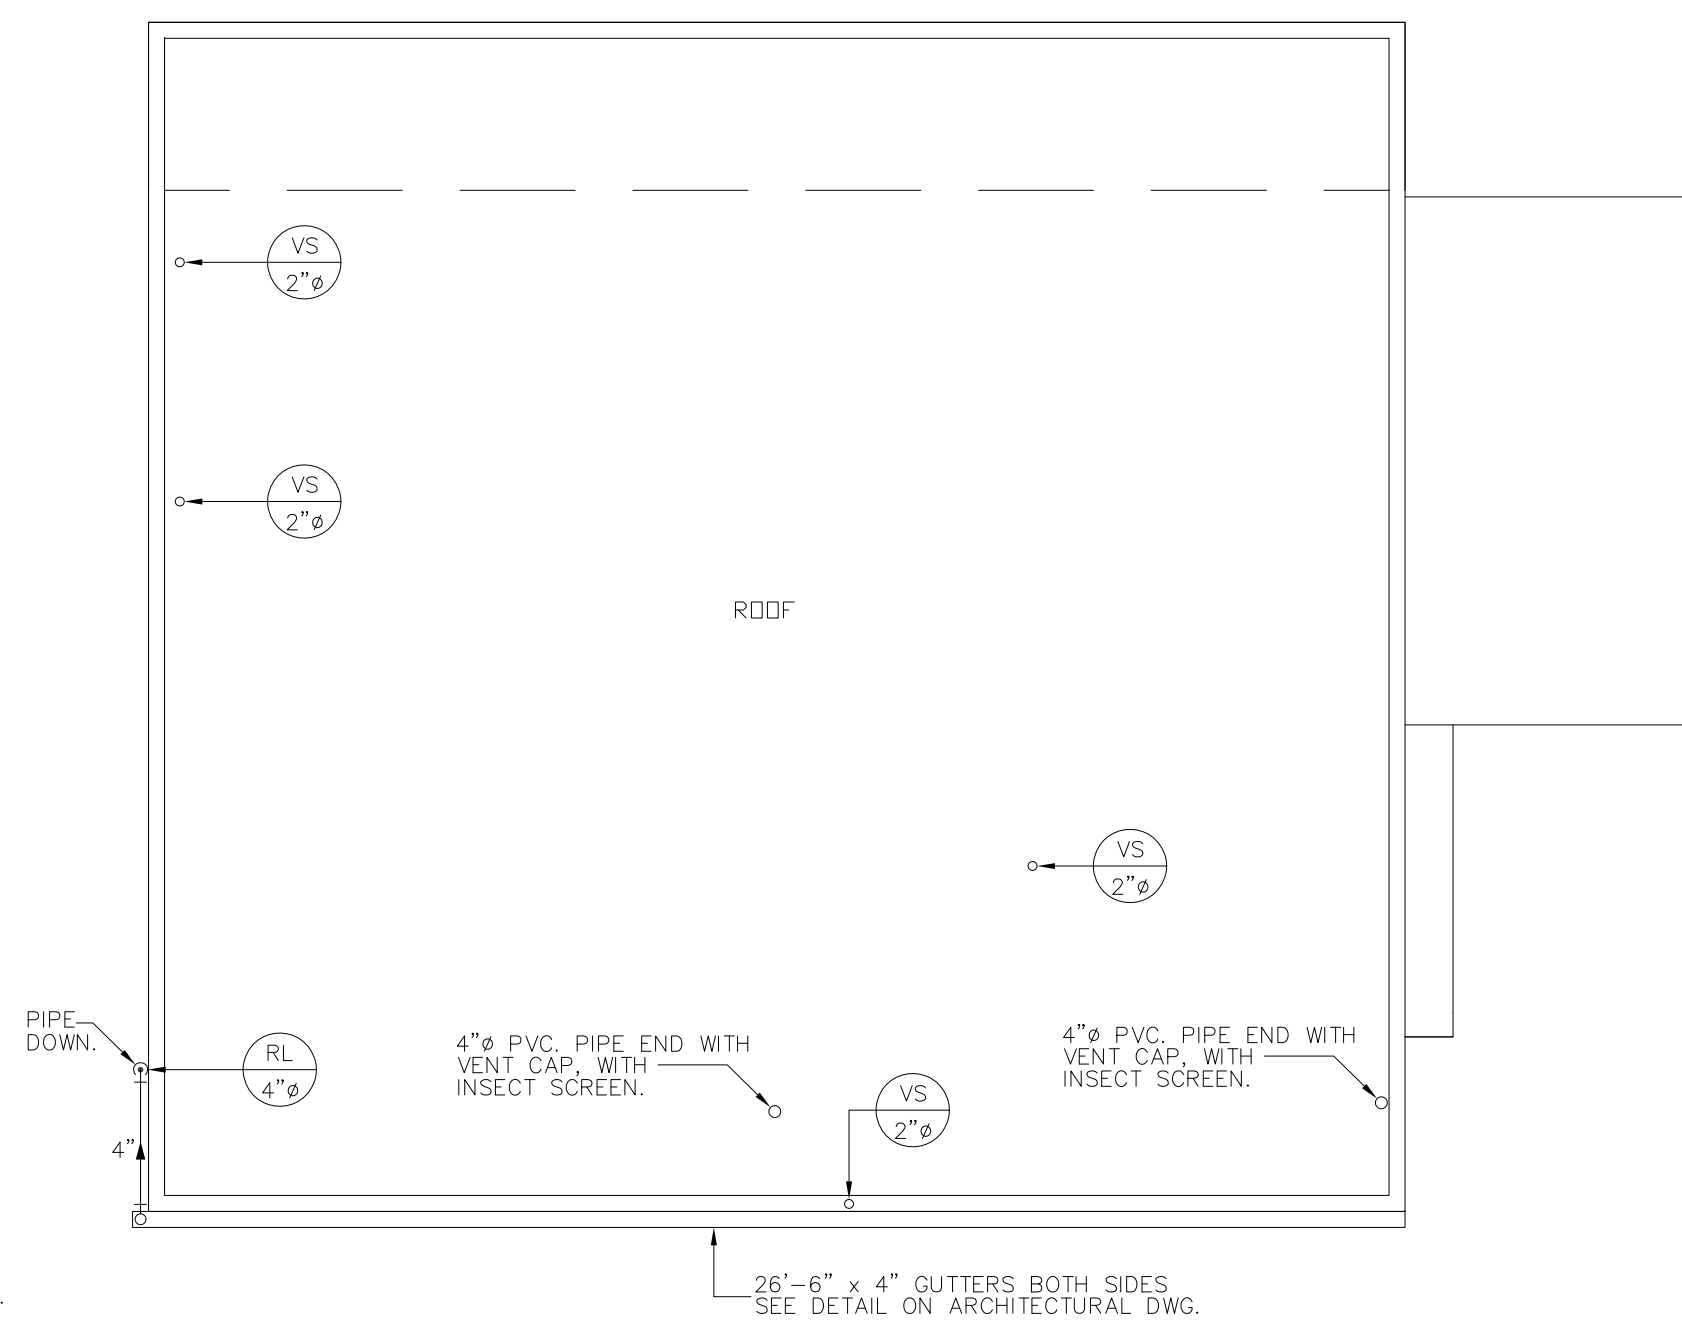 VS
2”ø
VS
2”ø
ROOF
VS
2”ø
PIPE
DOWN.
RL
4”ø
4”ø PVC. PIPE END WITH
VENT CAP, WITH
INSECT SCREEN.
4”ø PVC. PIPE END WITH
VENT CAP, WITH
INSECT SCREEN.
VS
2”ø
4”
26’–6” x 4” GUTTERS BOTH SIDES
SEE DETAIL ON ARCHITECTURAL DWG.